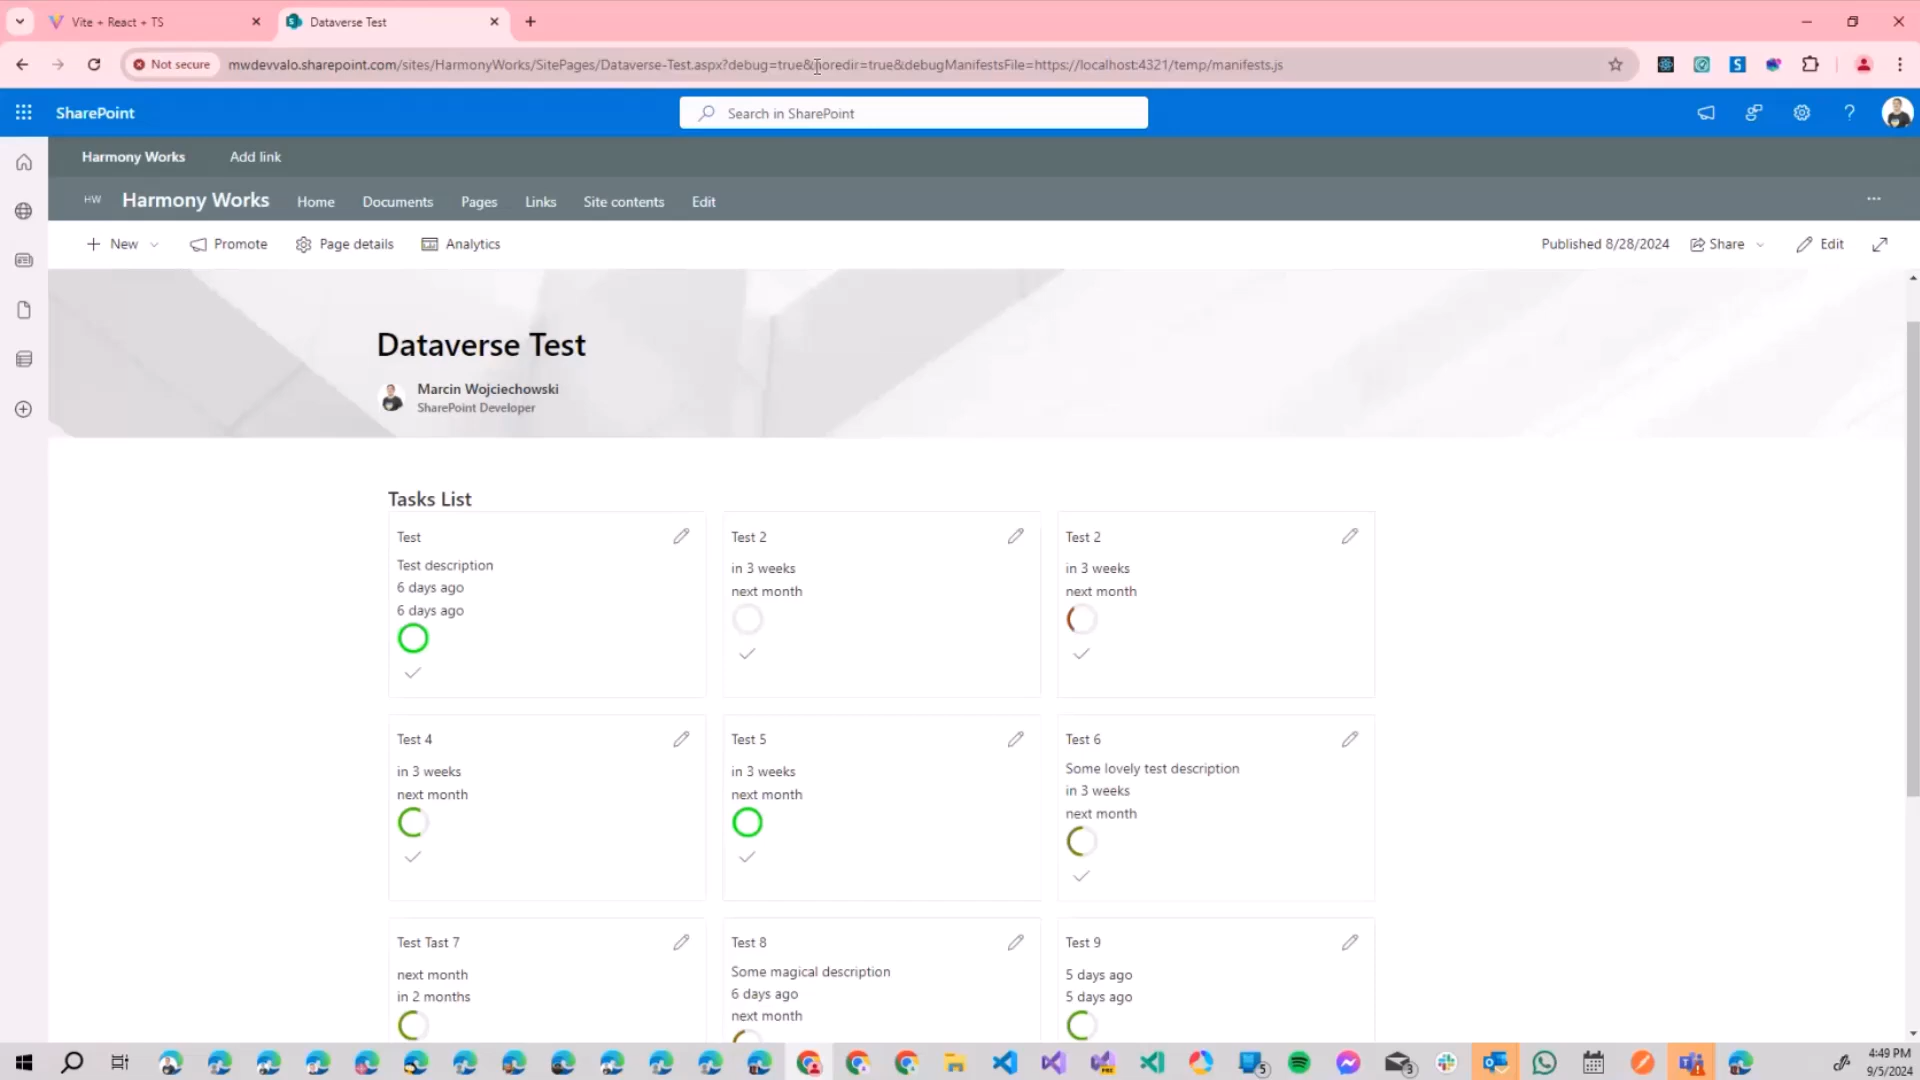 Vite + React + TS
Dataverse Test
Not secure
mwdevvalo.sharepoint.com/sites/HarmonyWorks/SitePages/Dataverse-Test.aspx?debug=true&noredir=true&debugManifestsFile=https://localhost:4321/temp/manifests.js
SharePoint
Search in SharePoint
Harmony Works
Add link
HW
Harmony Works
Home
Documents
Pages
Links
Site contents
Edit
New
Promote
Page details
Analytics
Published 8/28/2024
Share
Edit
Dataverse Test
Marcin Wojciechowski
SharePoint Developer
Tasks List
Test
Test description
6 days ago
6 days ago
Test 2
in 3 weeks
next month
Test 2
in 3 weeks
next month
Test 4
in 3 weeks
next month
Test 5
in 3 weeks
next month
Test 6
Some lovely test description
in 3 weeks
next month
Test Tast 7
next month
in 2 months
Test 8
Some magical description
6 days ago
next month
Test 9
5 days ago
5 days ago
5
3
4:49 PM
9/5/2024